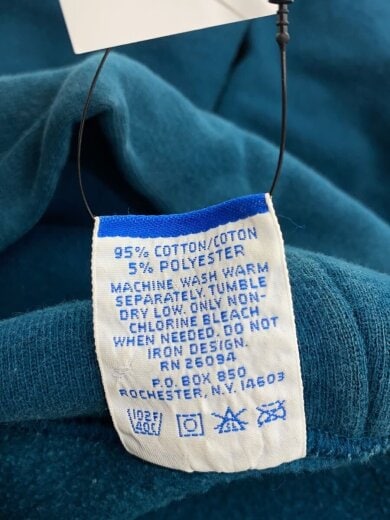 95% COTTON/COTON
5% POLYESTER
MACHINE WASH WARM
SEPARATELY. TUMBLE
DRY LOW. ONLY NON-
CHLORINE BLEACH
WHEN NEEDED. DO NOT
IRON DESIGN.
RN 26094
P.O. BOX 850
ROCHESTER, N.Y. 14603
102F
40C